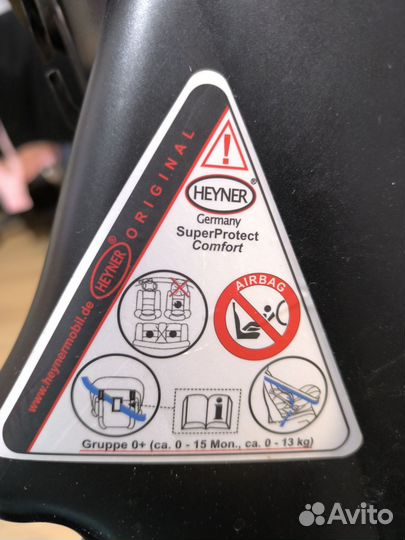 HEYNER®
Germany
SuperProtect
Comfort
www.heynermobil.de HEYNER® ORIGINAL
AIRBAG
Gruppe 0+ (ca. 0 - 15 Mon., ca. 0 - 13 kg)
Avito